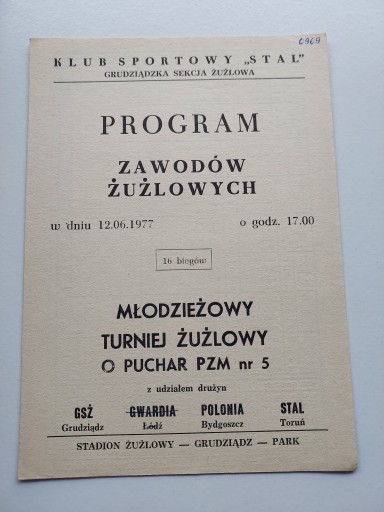 6969
KLUB SPORTOWY „STAL"
GRUDZIĄDZKA SEKCJA ŻUŻLOWA
PROGRAM
ZAWODÓW
ŻUŻLOWYCH
w dniu 12.06.1977 o godz. 17.00
16 biegów
MŁODZIEŻOWY
TURNIEJ ŻUŻLOWY
O PUCHAR PZM nr 5
z udziałem drużyn
GSŻ GWARDIA POLONIA STAL
Grudziądz Łódź Bydgoszcz Toruń
STADION ŻUŻLOWY — GRUDZIĄDZ — PARK